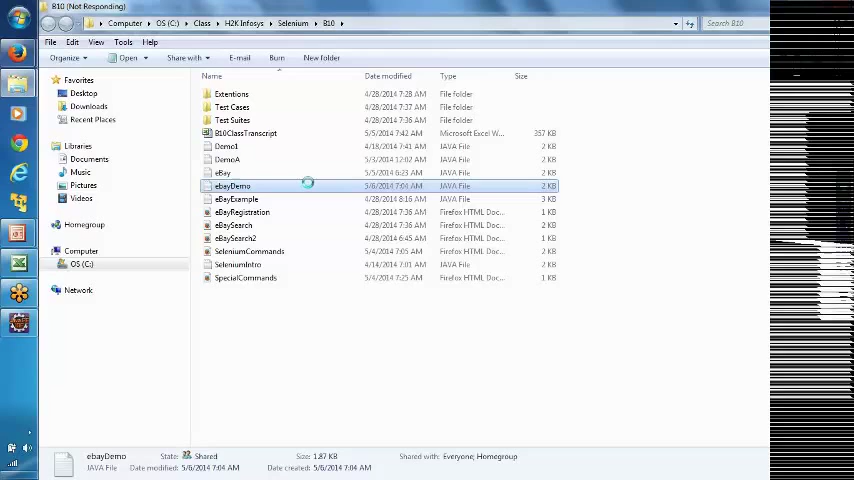 B10 (Not Responding)
Computer ▸ OS (C:) ▸ Class ▸ H2K Infosys ▸ Selenium ▸ B10 ▸
Search B10
File Edit View Tools Help
Organize Open Share with E-mail Burn New folder
Favorites
Desktop
Downloads
Recent Places
Libraries
Documents
Music
Pictures
Videos
Homegroup
Computer
OS (C:)
Network
Name Date modified Type Size
Extentions 4/28/2014 7:28 AM File folder
Test Cases 4/28/2014 7:37 AM File folder
Test Suites 4/28/2014 7:36 AM File folder
B10ClassTranscript 5/5/2014 7:42 AM Microsoft Excel W... 357 KB
Demo1 4/18/2014 7:41 AM JAVA File 2 KB
DemoA 5/3/2014 12:02 AM JAVA File 2 KB
eBay 5/5/2014 6:23 AM JAVA File 2 KB
ebayDemo 5/6/2014 7:04 AM JAVA File 2 KB
eBayExample 4/28/2014 8:16 AM JAVA File 3 KB
eBayRegistration 4/28/2014 7:36 AM Firefox HTML Doc... 1 KB
eBaySearch 4/28/2014 7:36 AM Firefox HTML Doc... 2 KB
eBaySearch2 4/28/2014 6:45 AM Firefox HTML Doc... 2 KB
SeleniumCommands 5/4/2014 7:05 AM Firefox HTML Doc... 2 KB
SeleniumIntro 4/14/2014 7:01 AM JAVA File 2 KB
SpecialCommands 5/4/2014 7:25 AM Firefox HTML Doc... 1 KB
ebayDemo State: Shared Size: 1.87 KB Shared with: Everyone; Homegroup
JAVA File Date modified: 5/6/2014 7:04 AM Date created: 5/6/2014 7:04 AM